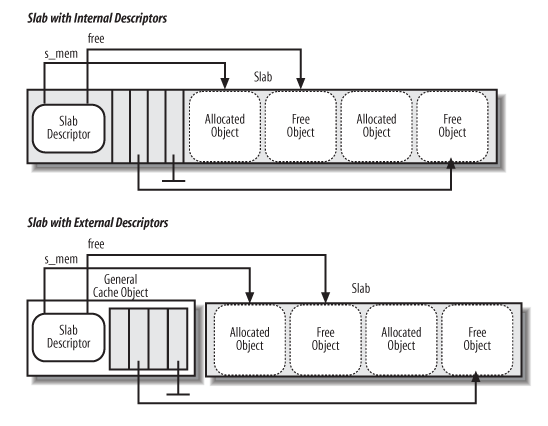 Slab with Internal Descriptors
free
s_mem
Slab
Slab
Descriptor
Allocated
Object
Free
Object
Allocated
Object
Free
Object
Slab with External Descriptors
free
s_mem
General
Cache Object
Slab
Slab
Descriptor
Allocated
Object
Free
Object
Allocated
Object
Free
Object